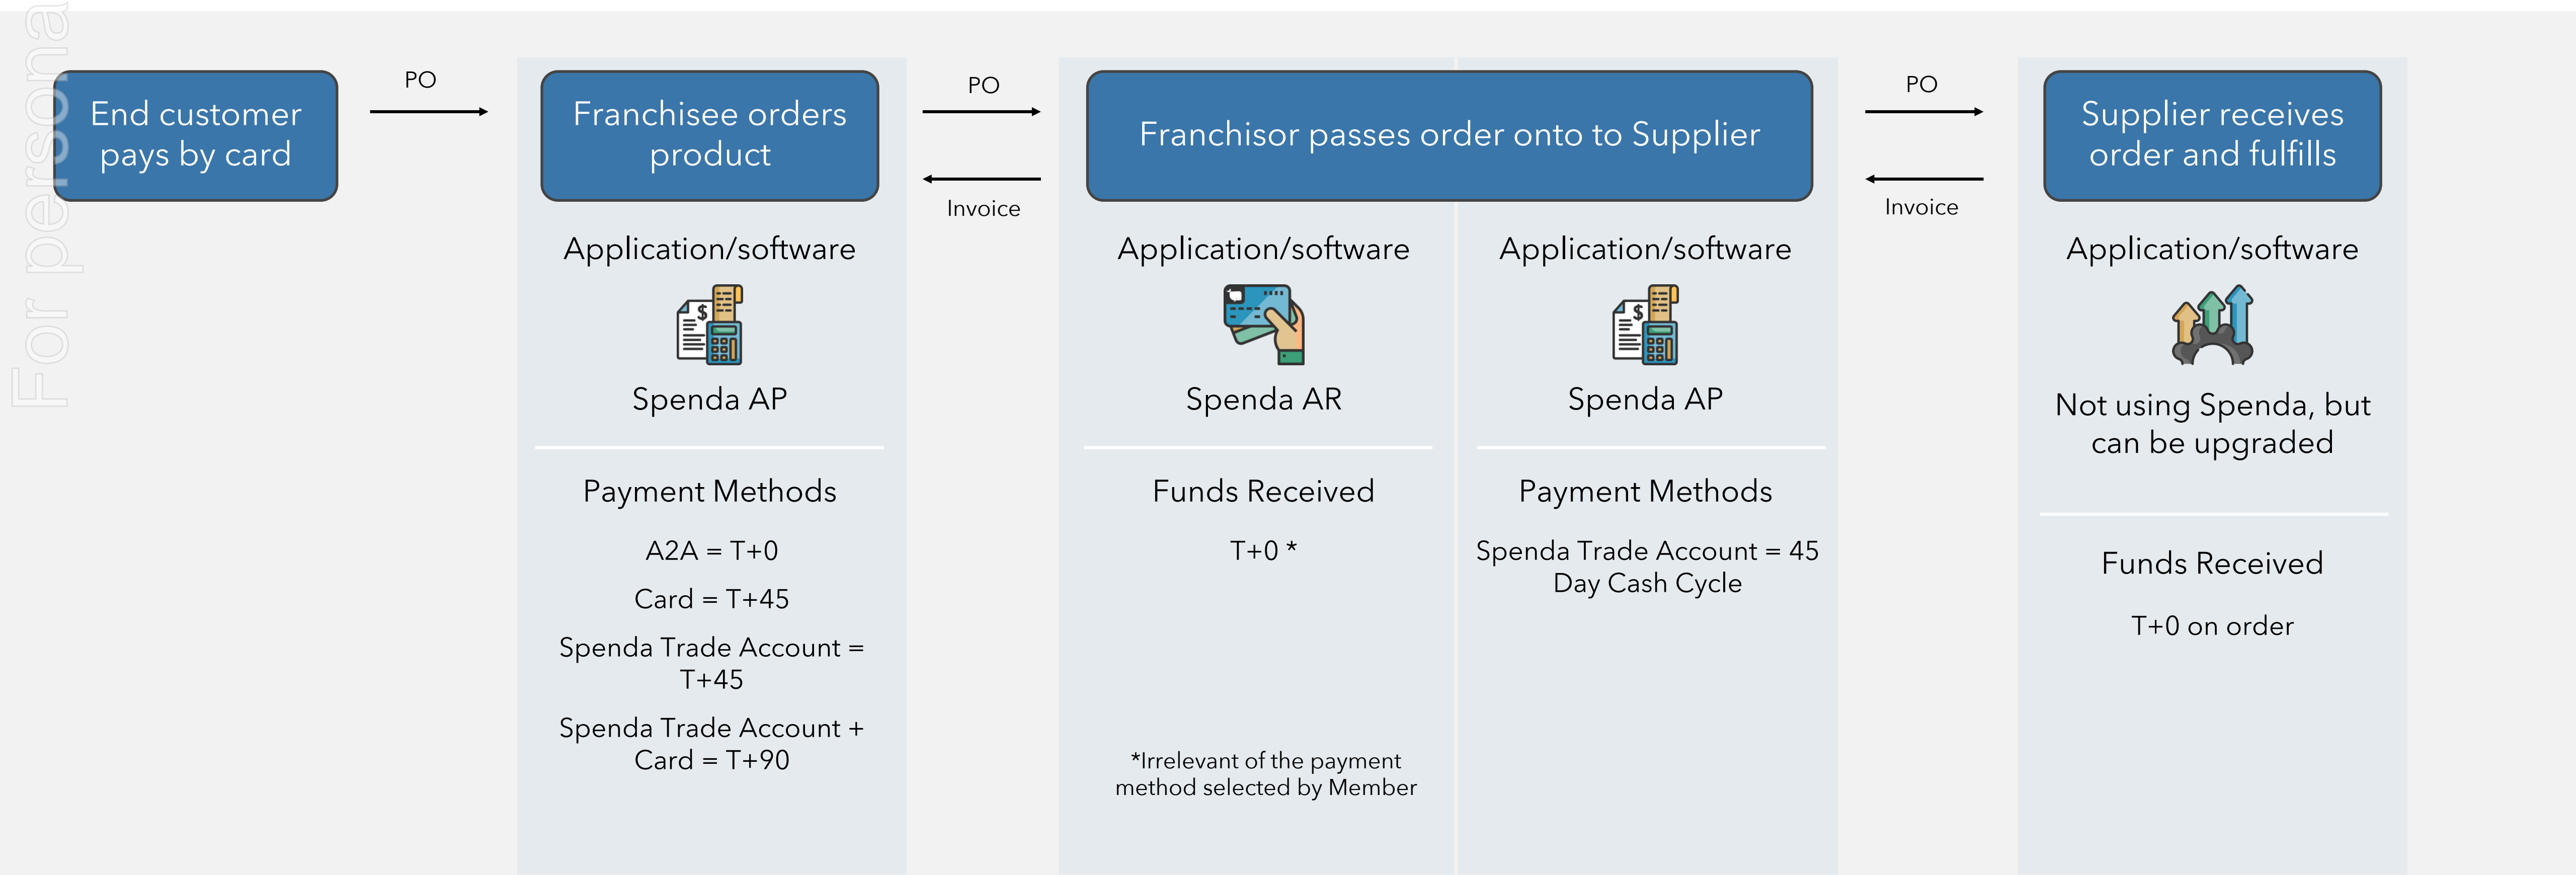 For persona
End customer
pays by card
PO
Franchisee orders
product
PO
Invoice
Franchisor passes order onto to Supplier
PO
Invoice
Supplier receives
order and fulfills
Application/software
Spenda AP
Payment Methods
A2A = T+0
Card = T+45
Spenda Trade Account =
T+45
Spenda Trade Account +
Card = T+90
Application/software
Spenda AR
Funds Received
T+0 *
*Irrelevant of the payment
method selected by Member
Application/software
$
Spenda AP
Payment Methods
Spenda Trade Account = 45
Day Cash Cycle
Application/software
Not using Spenda, but
can be upgraded
Funds Received
T+0 on order